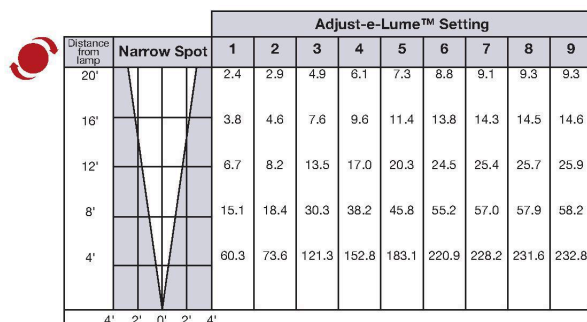 Adjust-e-Lume™ Setting
Distance from lamp Narrow Spot 1 2 3 4 5 6 7 8 9
20' 2.4 2.9 4.9 6.1 7.3 8.8 9.1 9.3 9.3
16' 3.8 4.6 7.6 9.6 11.4 13.8 14.3 14.5 14.6
12' 6.7 8.2 13.5 17.0 20.3 24.5 25.4 25.7 25.9
8' 15.1 18.4 30.3 38.2 45.8 55.2 57.0 57.9 58.2
4' 60.3 73.6 121.3 152.8 183.1 220.9 228.2 231.6 232.8
4' 2' 0' 2' 4'